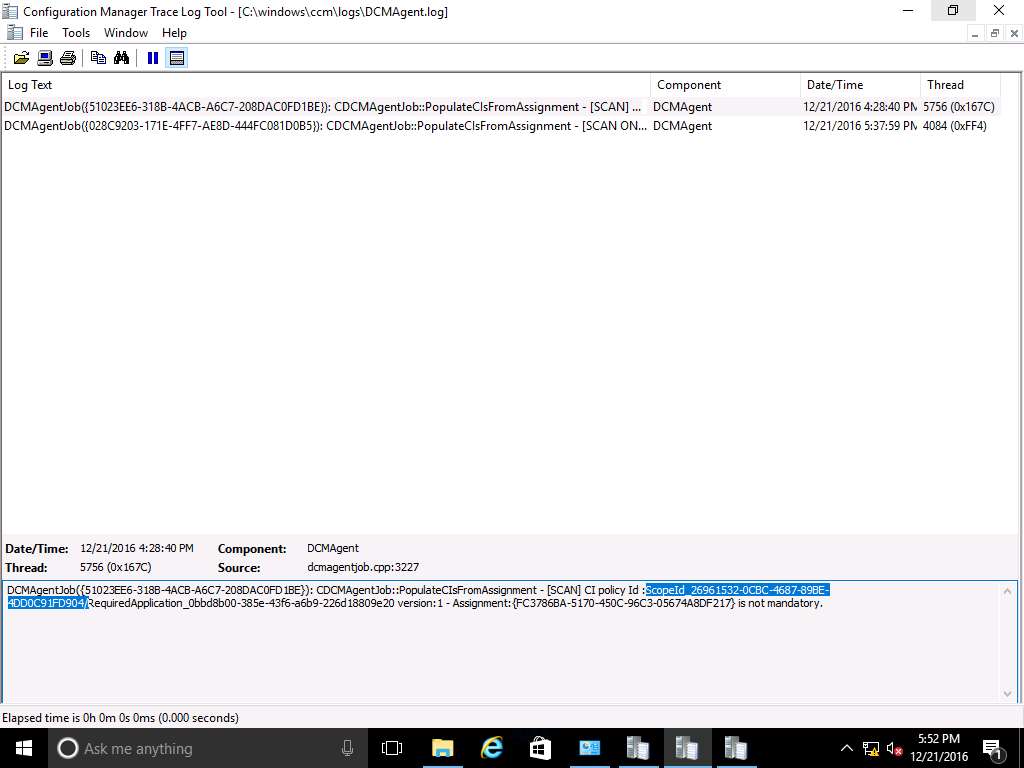 Configuration Manager Trace Log Tool - [C:\windows\ccm\logs\DCMAgent.log]
File Tools Window Help
Log Text Component Date/Time Thread
DCMAgentJob({51023EE6-318B-4ACB-A6C7-208DAC0FD1BE}): CDCMAgentJob::PopulateCIsFromAssignment - [SCAN] ... DCMAgent 12/21/2016 4:28:40 PM 5756 (0x167C)
DCMAgentJob({028C9203-171E-4FF7-AE8D-444FC081D0B5}): CDCMAgentJob::PopulateCIsFromAssignment - [SCAN ON... DCMAgent 12/21/2016 5:37:59 PM 4084 (0xFF4)
Date/Time: 12/21/2016 4:28:40 PM Component: DCMAgent
Thread: 5756 (0x167C) Source: dcmagentjob.cpp:3227
DCMAgentJob({51023EE6-318B-4ACB-A6C7-208DAC0FD1BE}): CDCMAgentJob::PopulateCIsFromAssignment - [SCAN] CI policy Id :ScopeId_26961532-0CBC-4687-89BE-
4DD0C91FD904/RequiredApplication_0bbd8b00-385e-43f6-a6b9-226d18809e20 version:1 - Assignment:{FC3786BA-5170-450C-96C3-05674A8DF217} is not mandatory.
Elapsed time is 0h 0m 0s 0ms (0.000 seconds)
Ask me anything
5:52 PM
12/21/2016
1